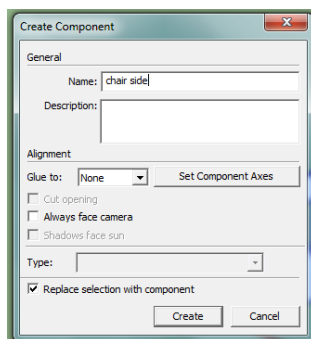 Create Component
General
Name: chair side
Description:
Alignment
Glue to: None Set Component Axes
Cut opening
Always face camera
Shadows face sun
Type:
Replace selection with component
Create Cancel